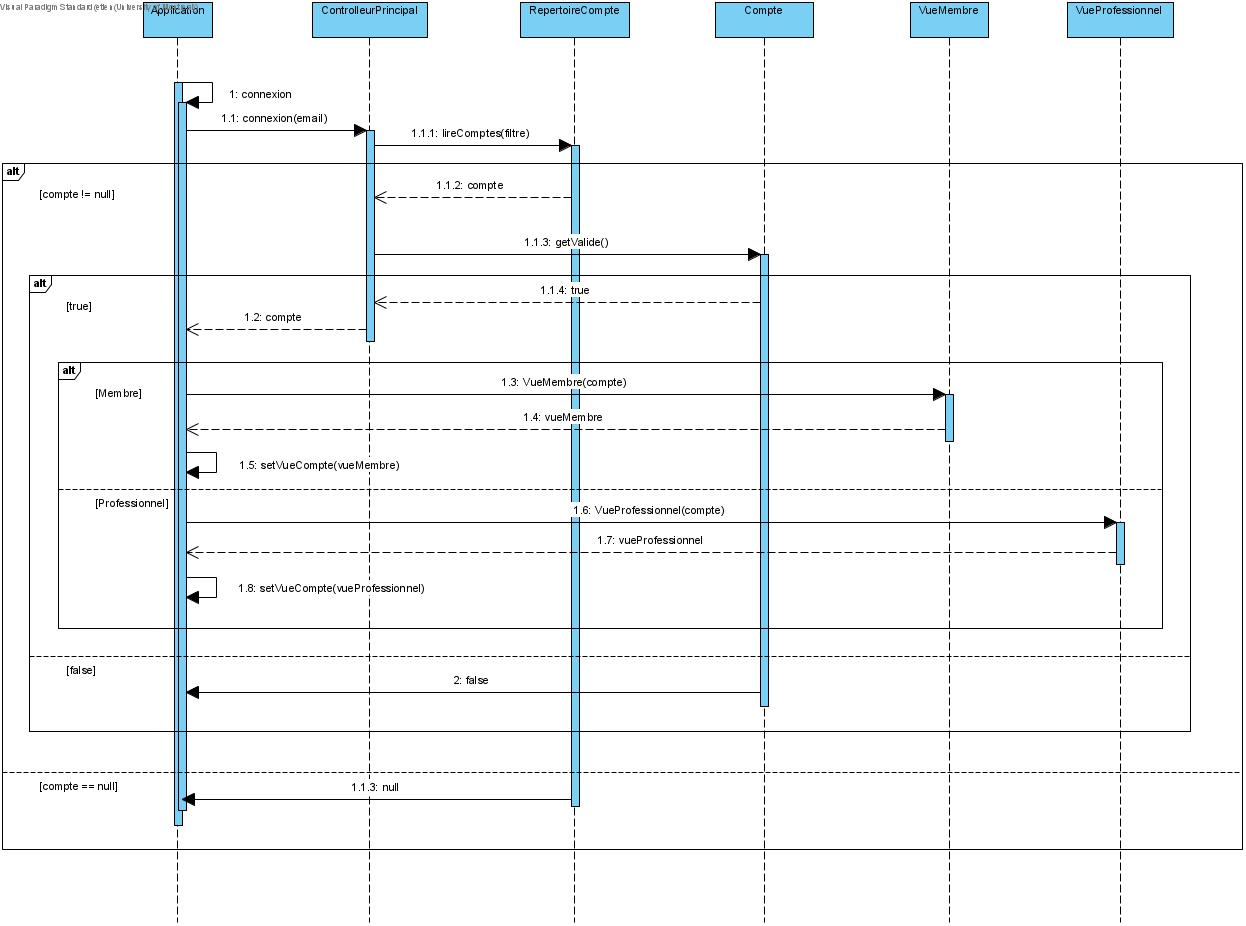 Visual Paradigm Standard
Application
ControlleurPrincipal
RepertoireCompte
Compte
VueMembre
VueProfessionnel
1: connexion
1.1: connexion(email)
1.1.1: lireComptes(filtre)
alt
[compte != null]
1.1.2: compte
1.1.3: getValide()
alt
[true]
1.1.4: true
1.2: compte
alt
[Membre]
1.3: VueMembre(compte)
1.4: vueMembre
1.5: setVueCompte(vueMembre)
[Professionnel]
1.6: VueProfessionnel(compte)
1.7: vueProfessionnel
1.8: setVueCompte(vueProfessionnel)
[false]
2: false
[compte == null]
1.1.3: null